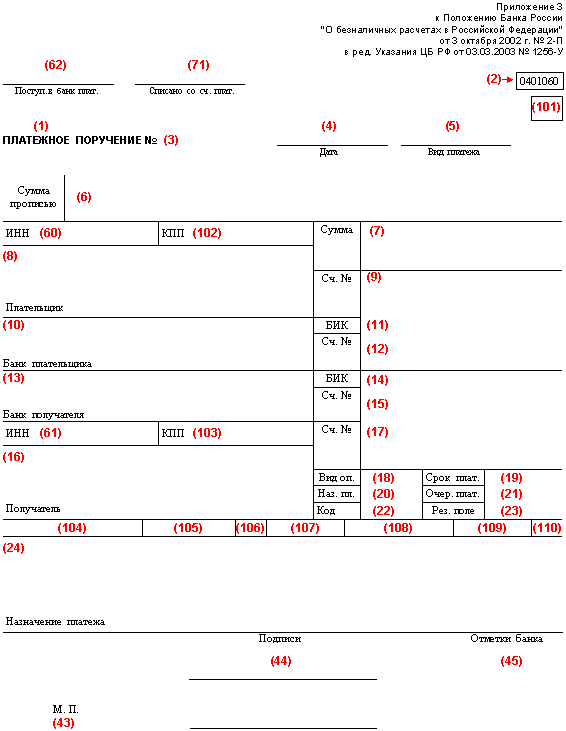 Приложение 3
к Положению Банка России
"О безналичных расчетах в Российской Федерации"
от 3 октября 2002 г. № 2-П
в ред. Указания ЦБ РФ от 03.03.2003 № 1256-У
(62) (71) (2) 0401060
Поступ.в банк плат. Списано со сч. плат.
(101)
(1) (4) (5)
ПЛАТЕЖНОЕ ПОРУЧЕНИЕ № (3)
Дата Вид платежа
Сумма
прописью (6)
ИНН (60) КПП (102) Сумма (7)
(8)
Сч. № (9)
Плательщик
(10) БИК (11)
Сч. № (12)
Банк плательщика
(13) БИК (14)
Сч. № (15)
Банк получателя
ИНН (61) КПП (103) Сч. № (17)
(16)
Вид оп. (18) Срок плат. (19)
Наз. пл. (20) Очер. плат. (21)
Получатель Код (22) Рез. поле (23)
(104) (105) (106) (107) (108) (109) (110)
(24)
Назначение платежа
Подписи Отметки банка
(44) (45)
М. П.
(43)